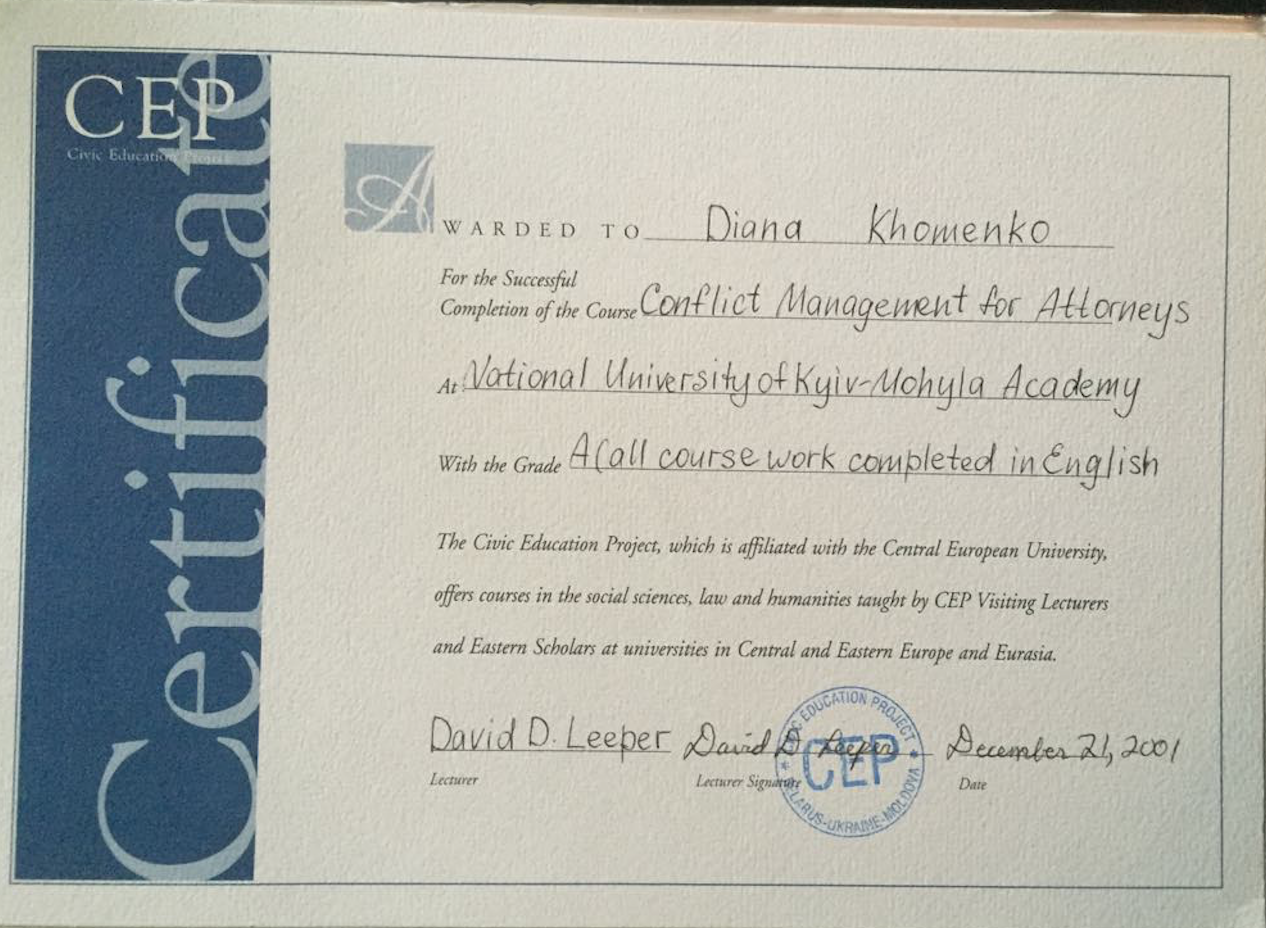 CEP
Civic Education Project
Certificate
AWARDED TO Diana Khomenko
For the Successful
Completion of the Course Conflict Management for Attorneys
At National University of Kyiv-Mohyla Academy
With the Grade A (all course work completed in English
The Civic Education Project, which is affiliated with the Central European University,
offers courses in the social sciences, law and humanities taught by CEP Visiting Lecturers
and Eastern Scholars at universities in Central and Eastern Europe and Eurasia.
David D. Leeper David D Leeper December 21, 2001
Lecturer Lecturer Signature Date
CIVIC EDUCATION PROJECT
CEP
BELARUS-UKRAINE-MOLDOVA